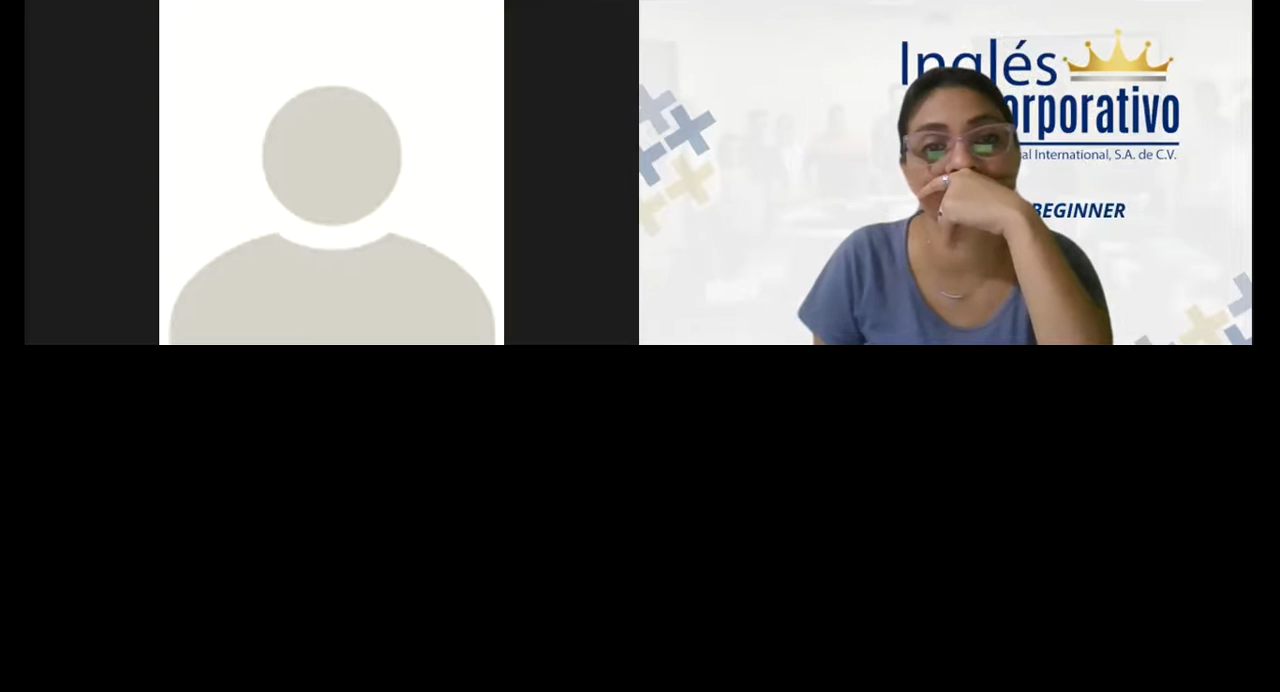 Inglés
orporativo
al International, S.A. de C.V.
BEGINNER